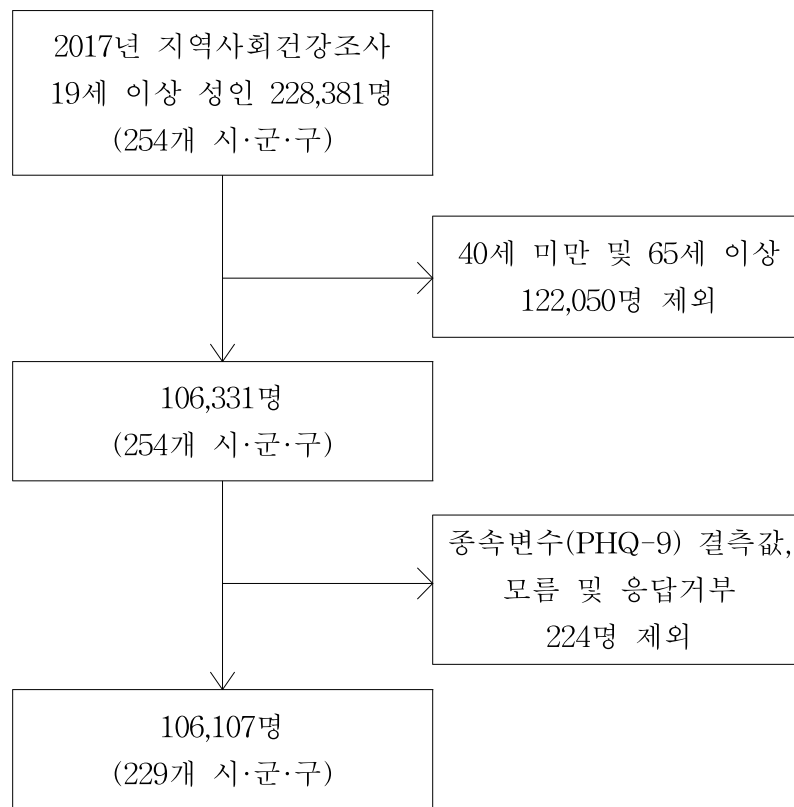 2017년 지역사회건강조사
19세 이상 성인 228,381명
(254개 시·군·구)
40세 미만 및 65세 이상
122,050명 제외
106,331명
(254개 시·군·구)
종속변수(PHQ-9) 결측값,
모름 및 응답거부
224명 제외
106,107명
(229개 시·군·구)